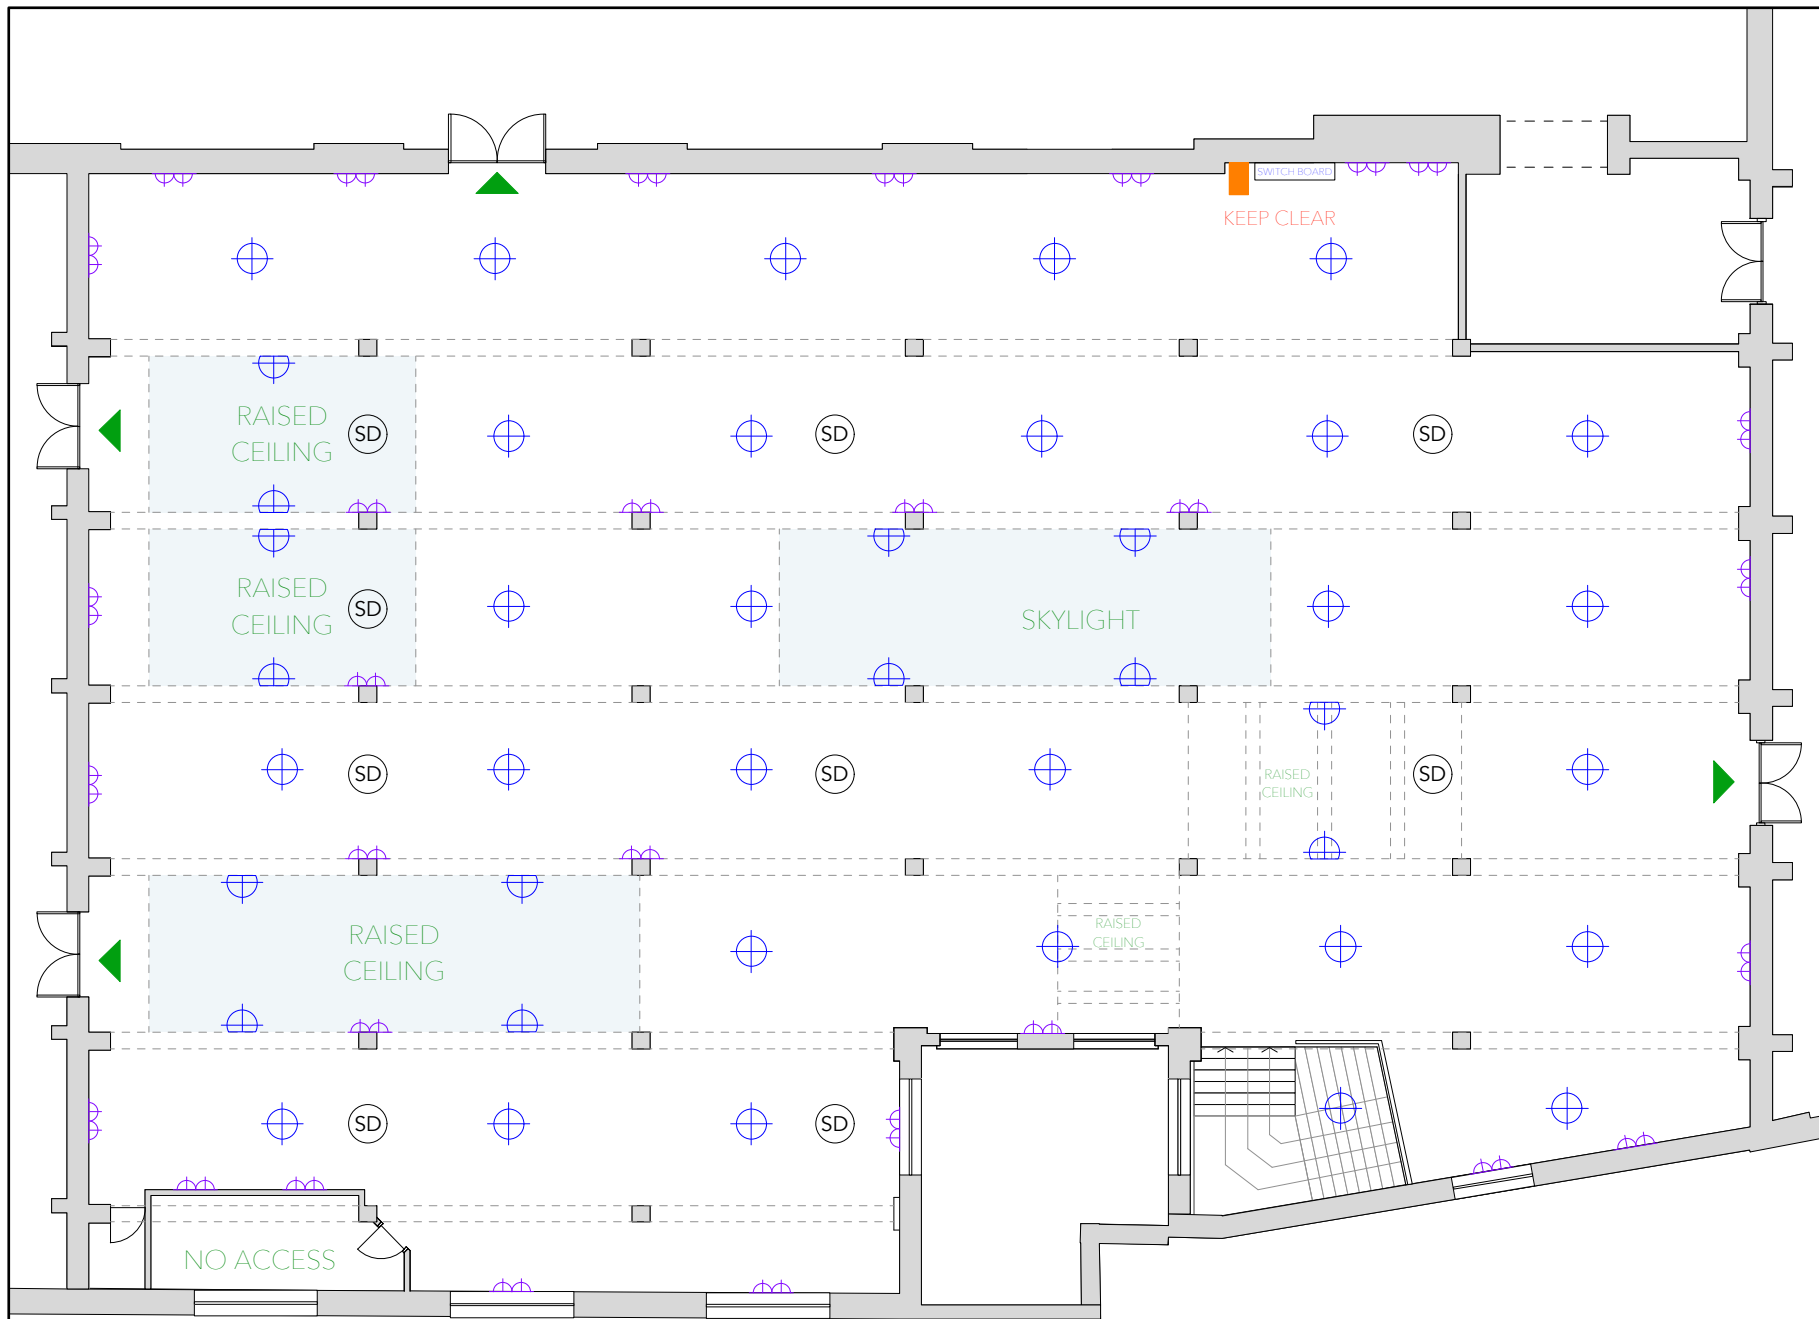 SWITCH BOARD
KEEP CLEAR
RAISED
CEILING
SD
SD
SD
RAISED
CEILING
SD
SKYLIGHT
SD
SD
RAISED
CEILING
SD
RAISED
CEILING
RAISED
CEILING
SD
SD
NO ACCESS